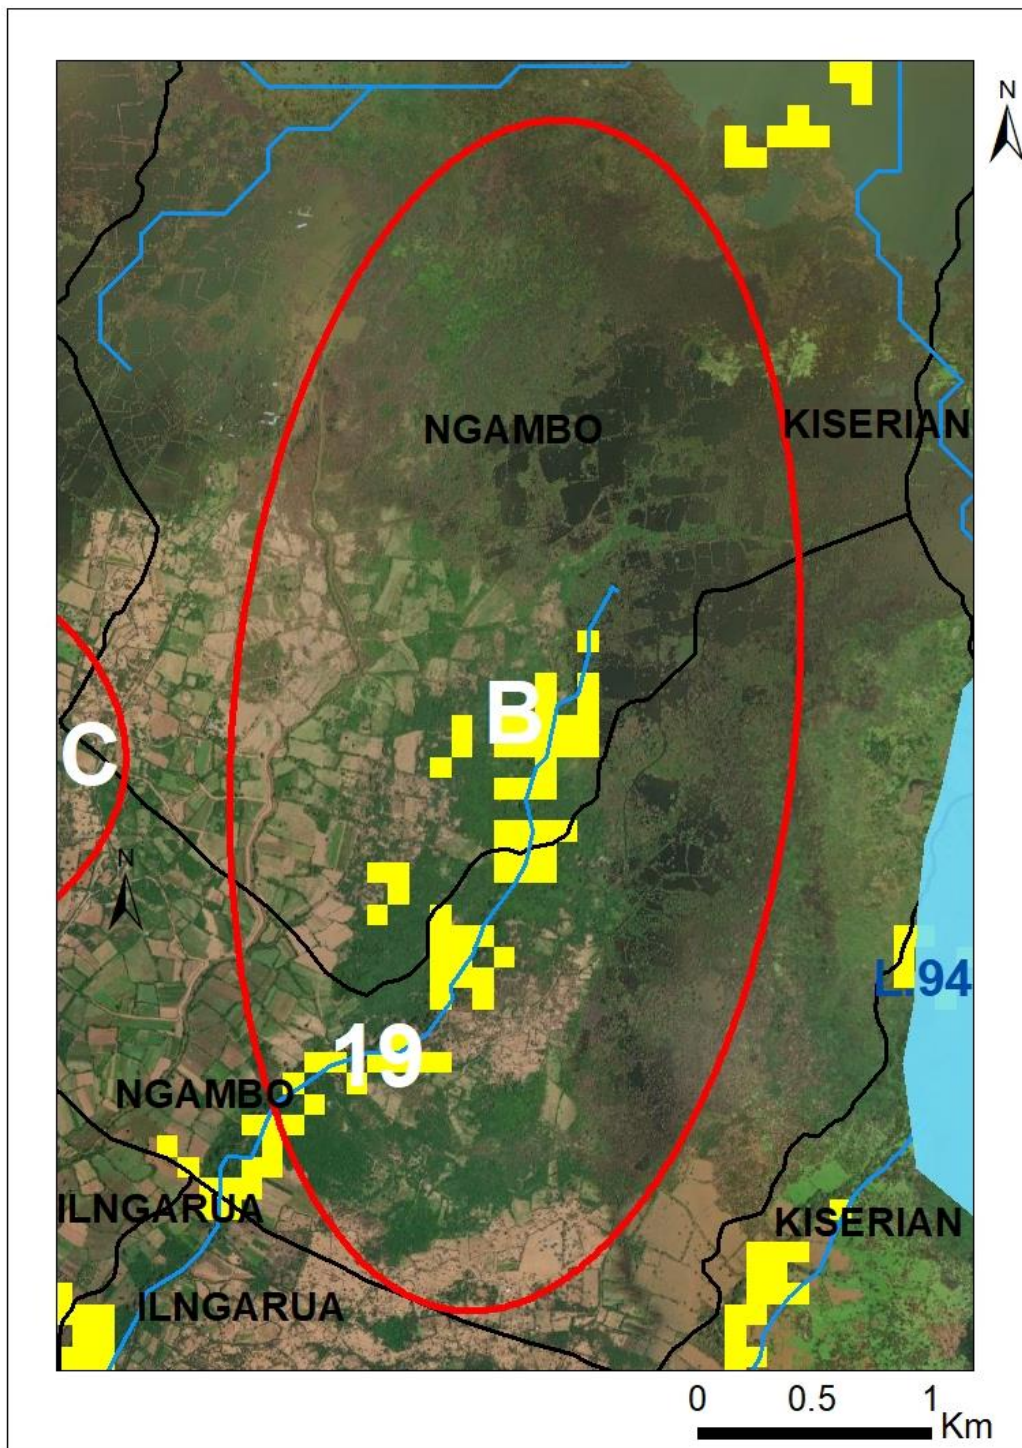 N
NGAMBO
KISERIAN
B
C
N
L.94
19
NGAMBO
ILNGARUA
KISERIAN
ILNGARUA
0 0.5 1
Km